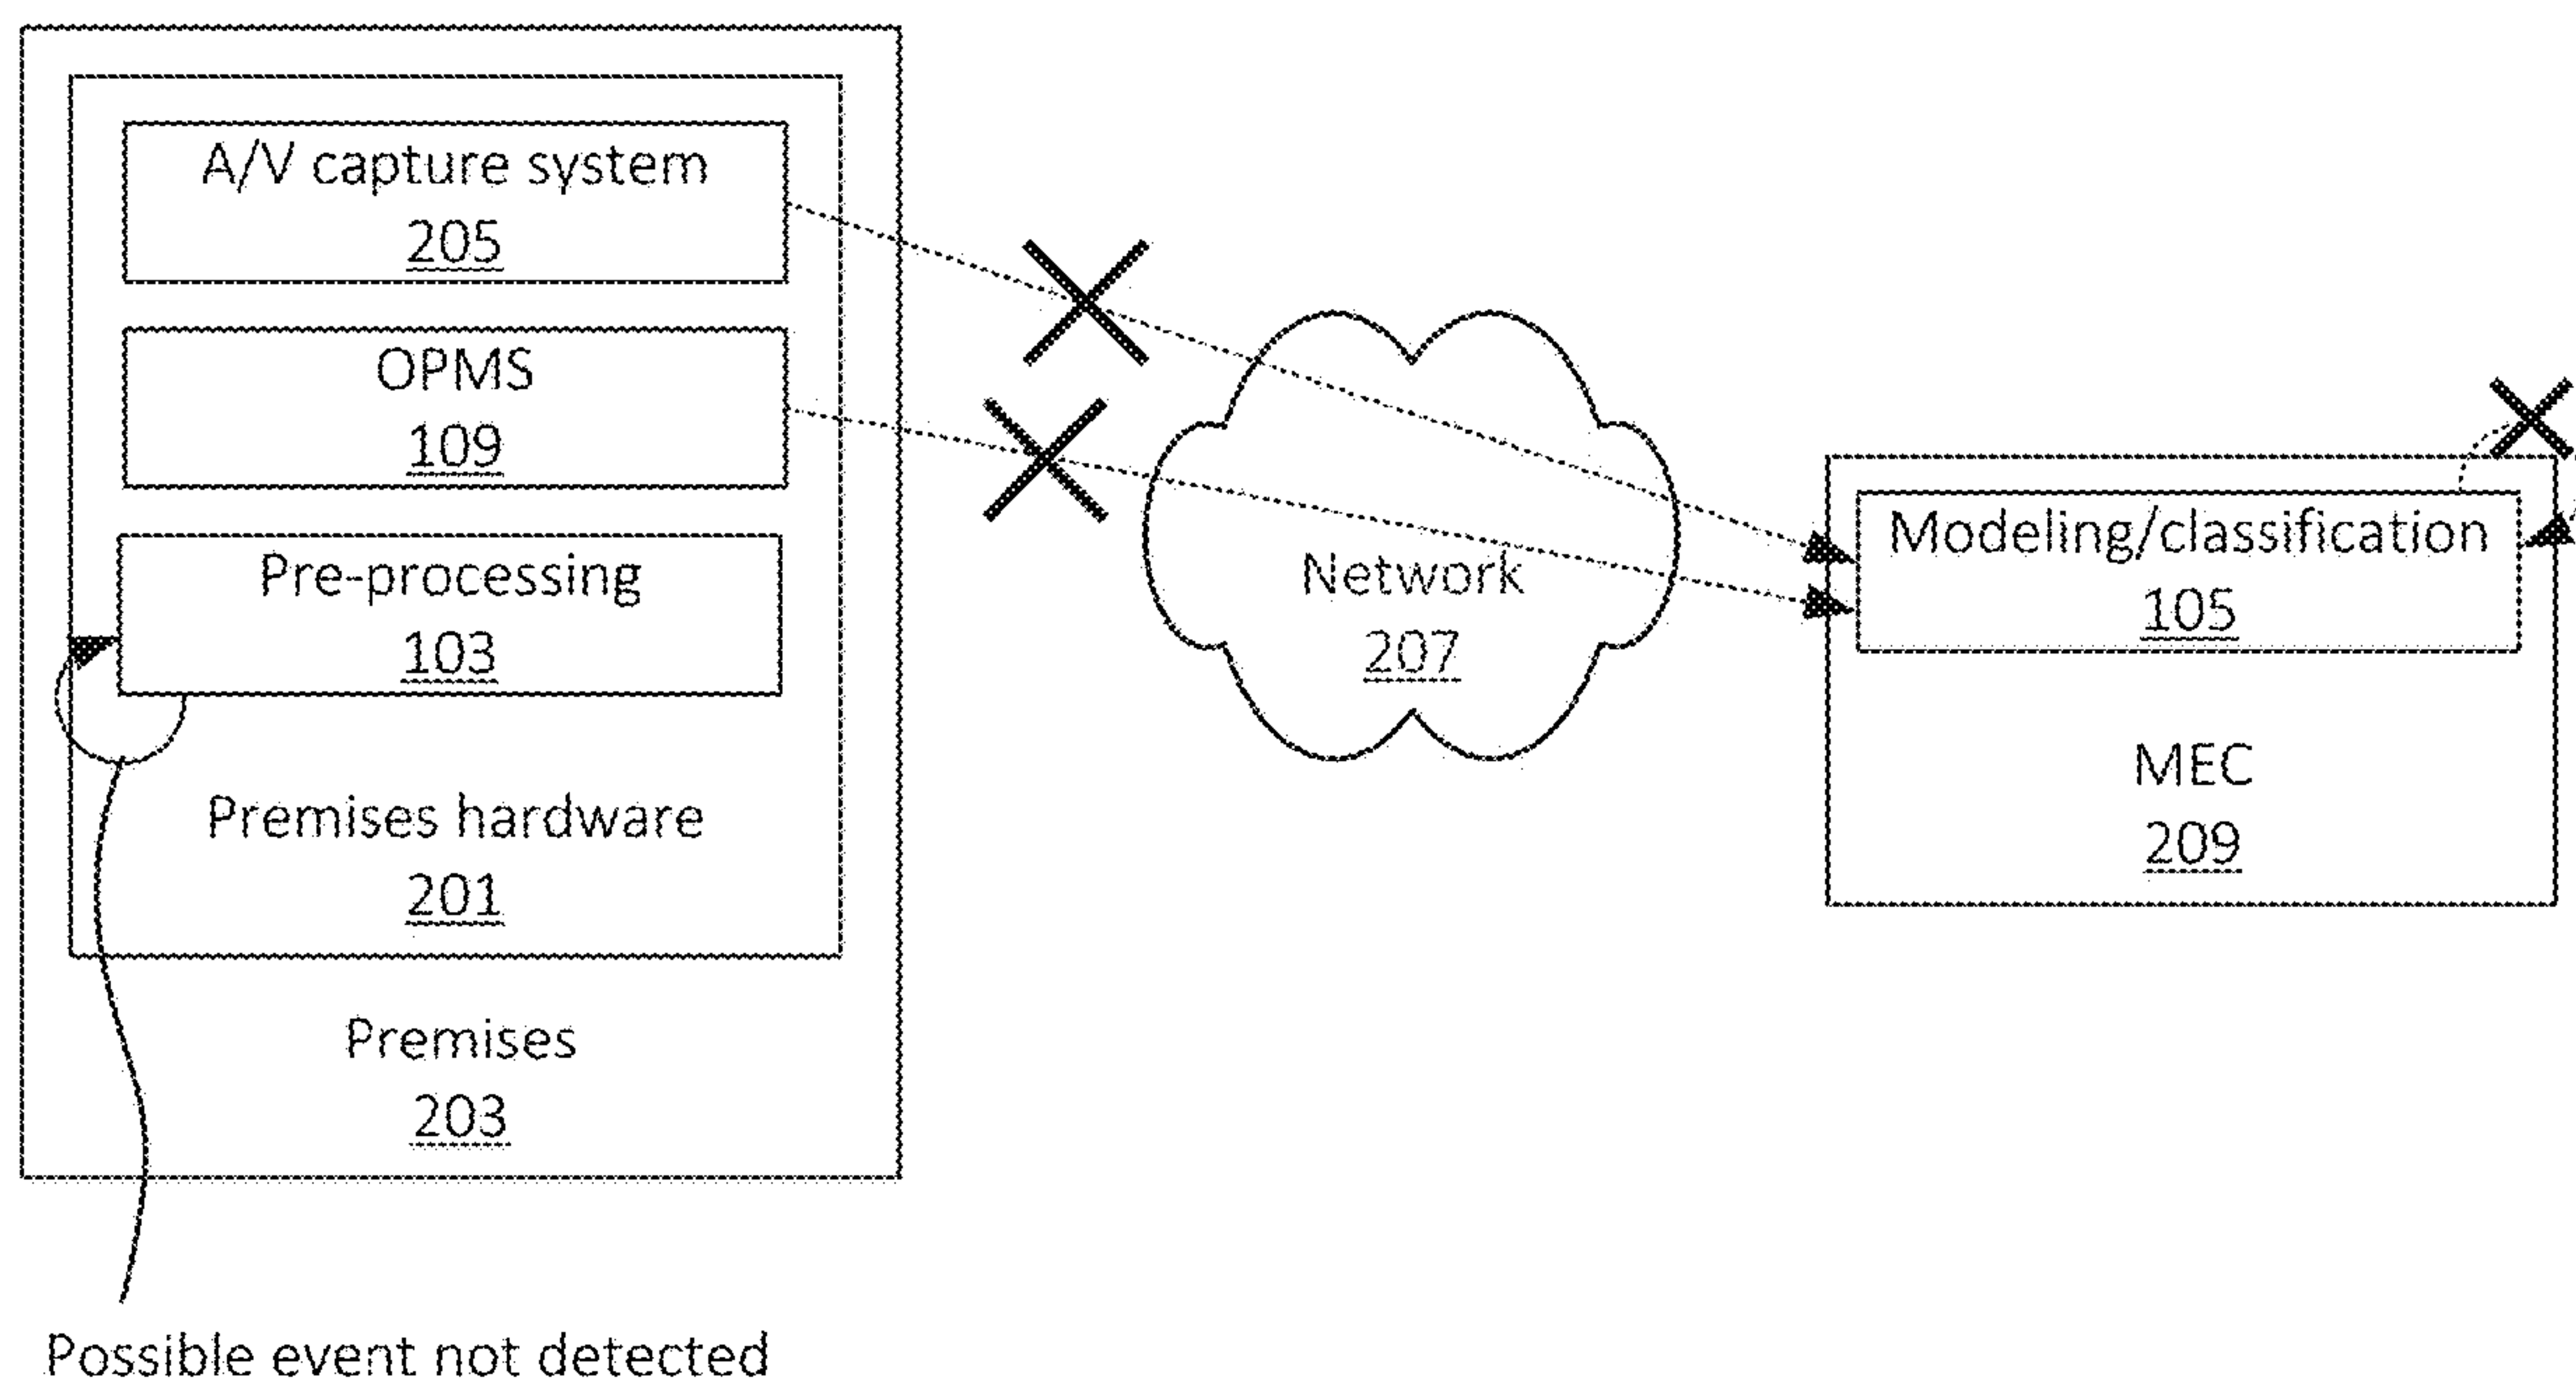 A/V capture system
205
OPMS
109
Pre-processing
103
Premises hardware
201
Premises
203
Possible event not detected
Network
207
Modeling/classification
105
MEC
209